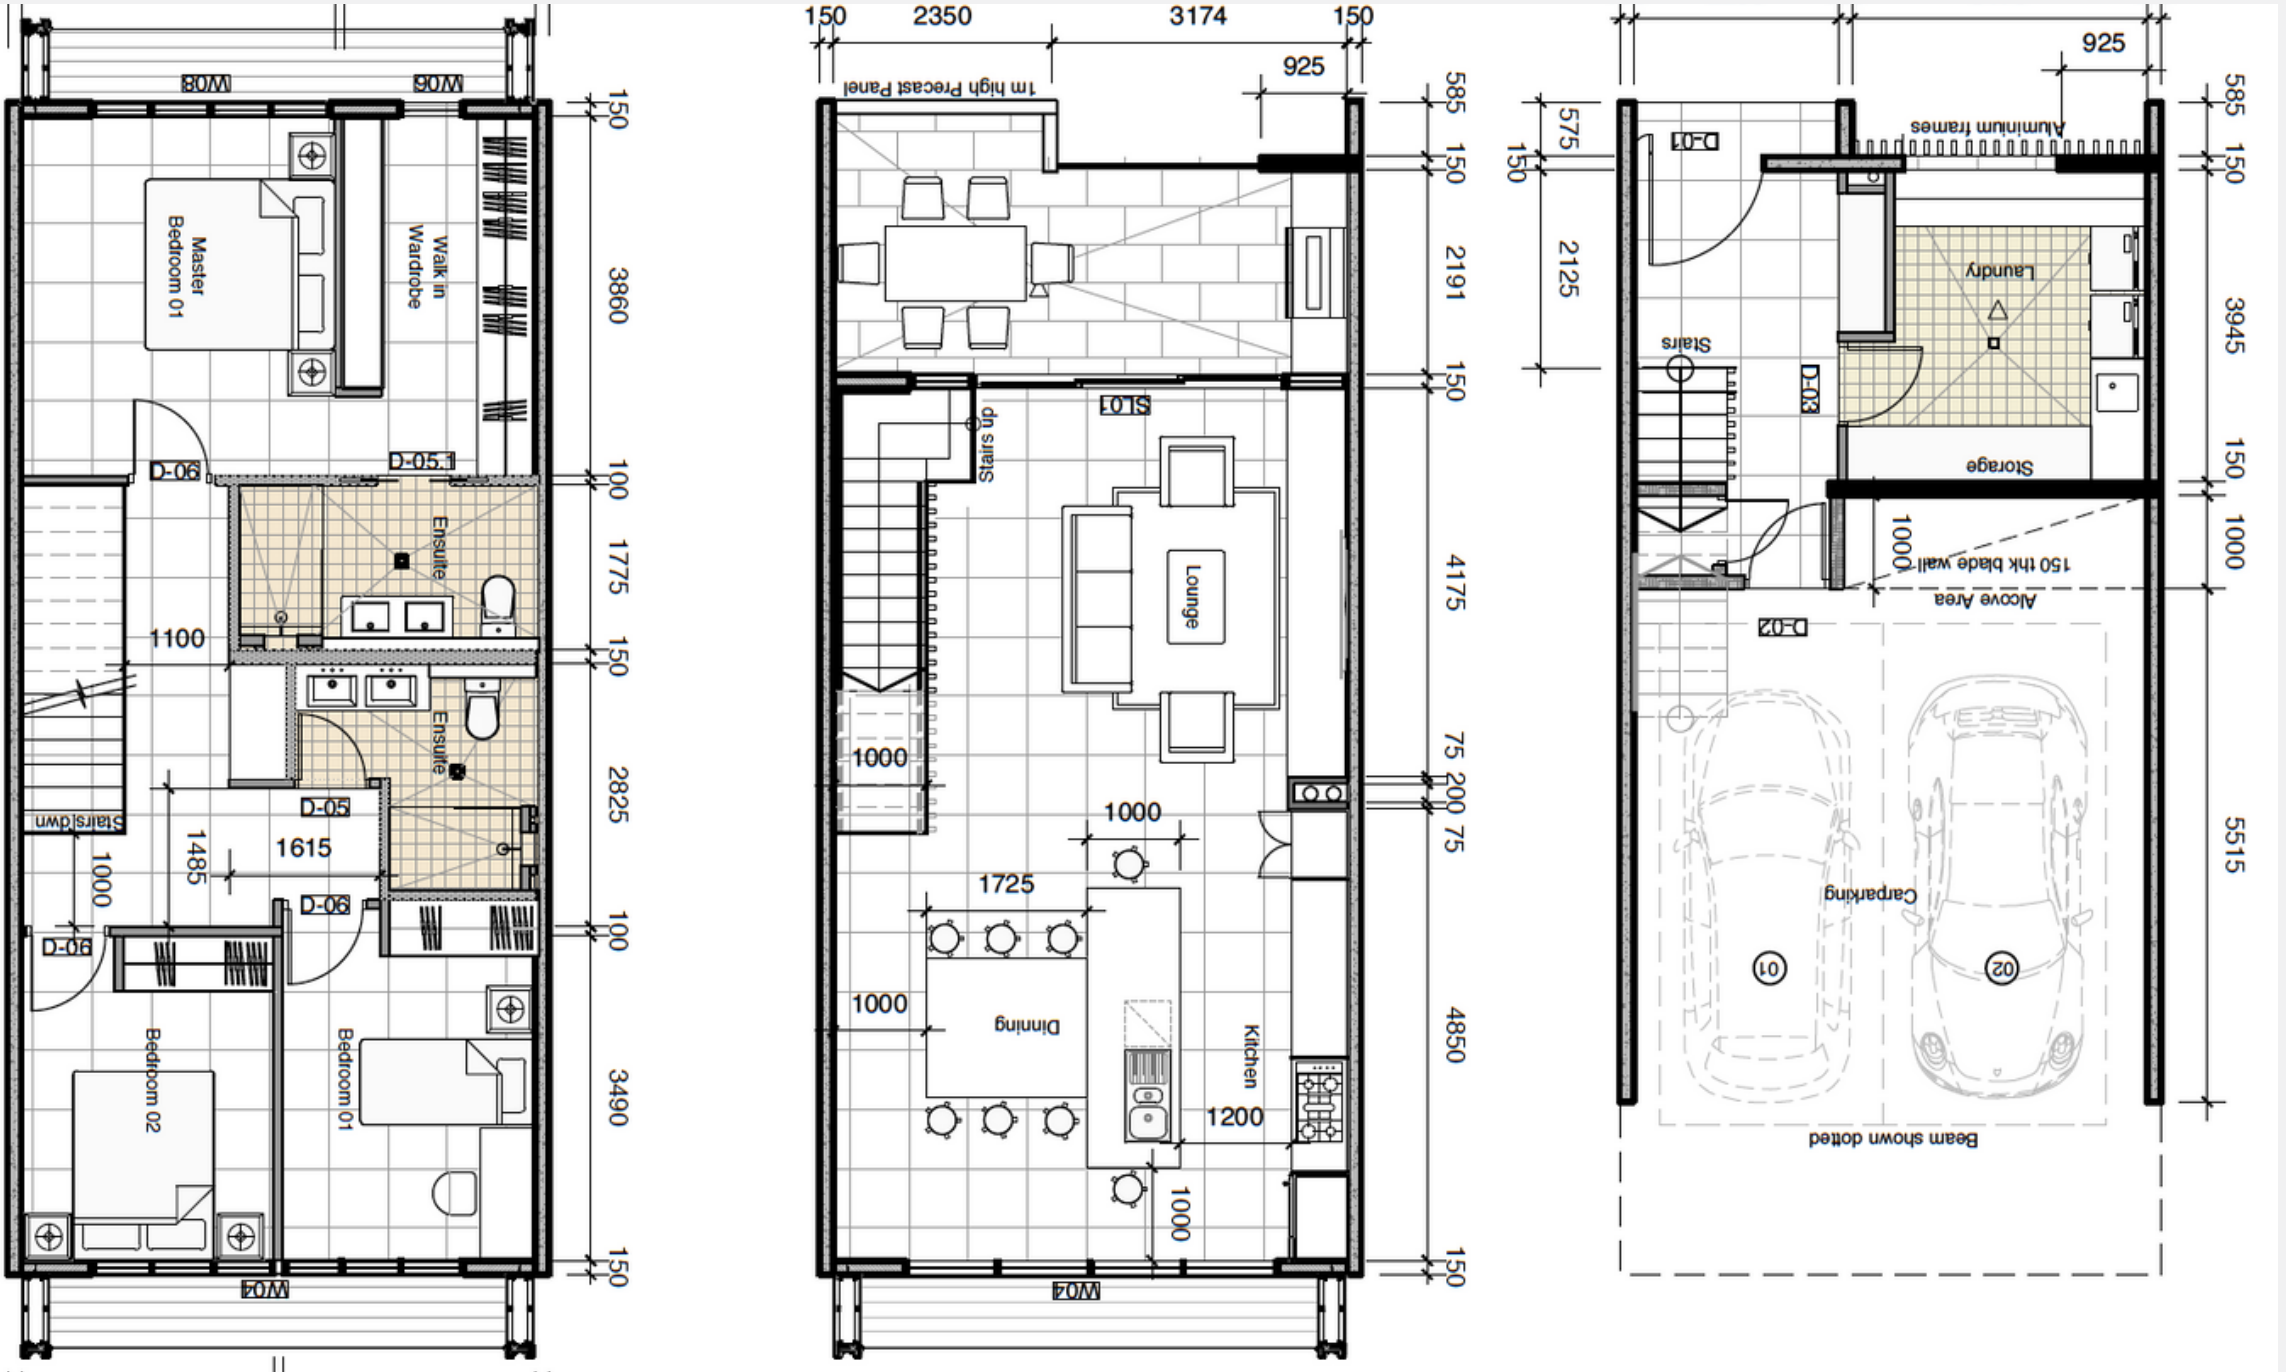 W08
W06
150
Master
Bedroom 01
Walk in
Wardrobe
3860
D-06
D-05.1
100
Ensuite
1775
1100
150
Ensuite
2825
D-05
Stairs dwn
1485
1615
1000
D-06
D-06
100
Bedroom 02
Bedroom 01
3490
150
W04
150
2350
3174
150
925
1m high Precast Panel
585
150
2191
150
SL01
Stairs up
Lounge
4175
1000
75
200
75
1000
1725
1000
Dinning
Kitchen
4850
1200
1000
150
W04
925
585
575
D-01
Aluminium frames
150
150
2125
Laundry
3945
Stairs
D-03
Storage
150
1000
1000
150 thk blade wall
Alcove Area
D-02
5515
Carparking
01
02
Beam shown dotted